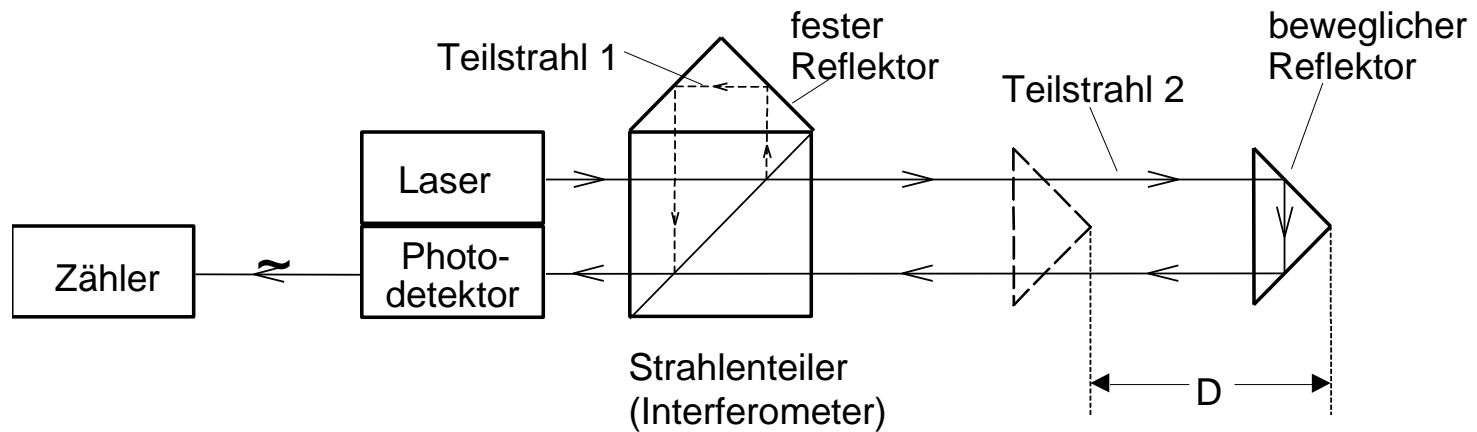 fester
Reflektor
beweglicher
Reflektor
Teilstrahl 1
Teilstrahl 2
Laser
Photo-
detektor
Zähler
≈
Strahlenteiler
(Interferometer)
D